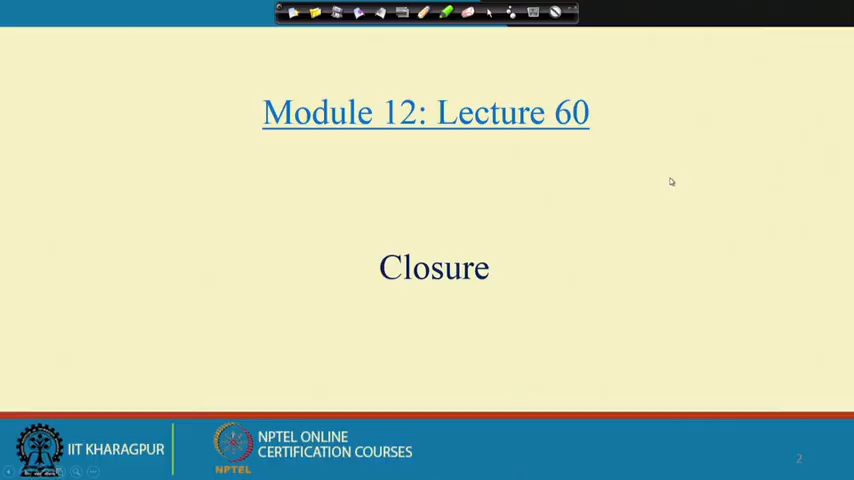 Module 12: Lecture 60
Closure
IIT KHARAGPUR
NPTEL
NPTEL ONLINE
CERTIFICATION COURSES
2